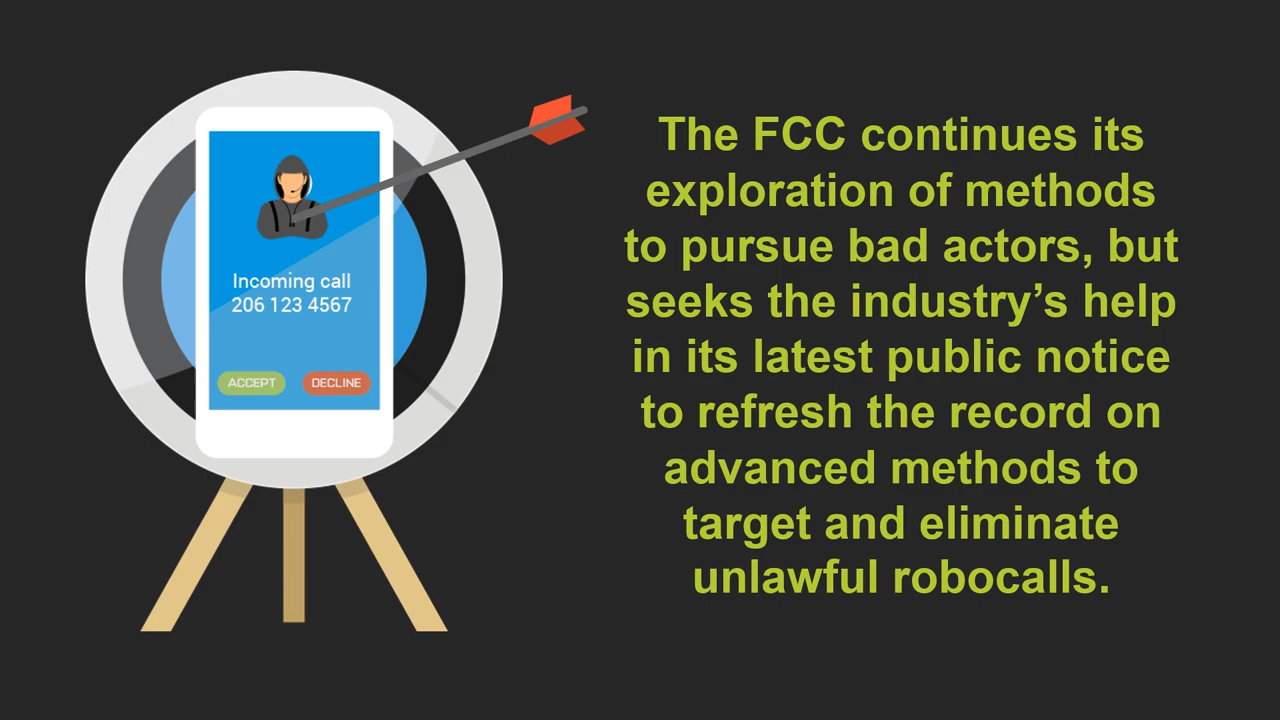 The FCC continues its
exploration of methods
to pursue bad actors, but
seeks the industry’s help
in its latest public notice
to refresh the record on
advanced methods to
target and eliminate
unlawful robocalls.
Incoming call
206 123 4567
ACCEPT DECLINE